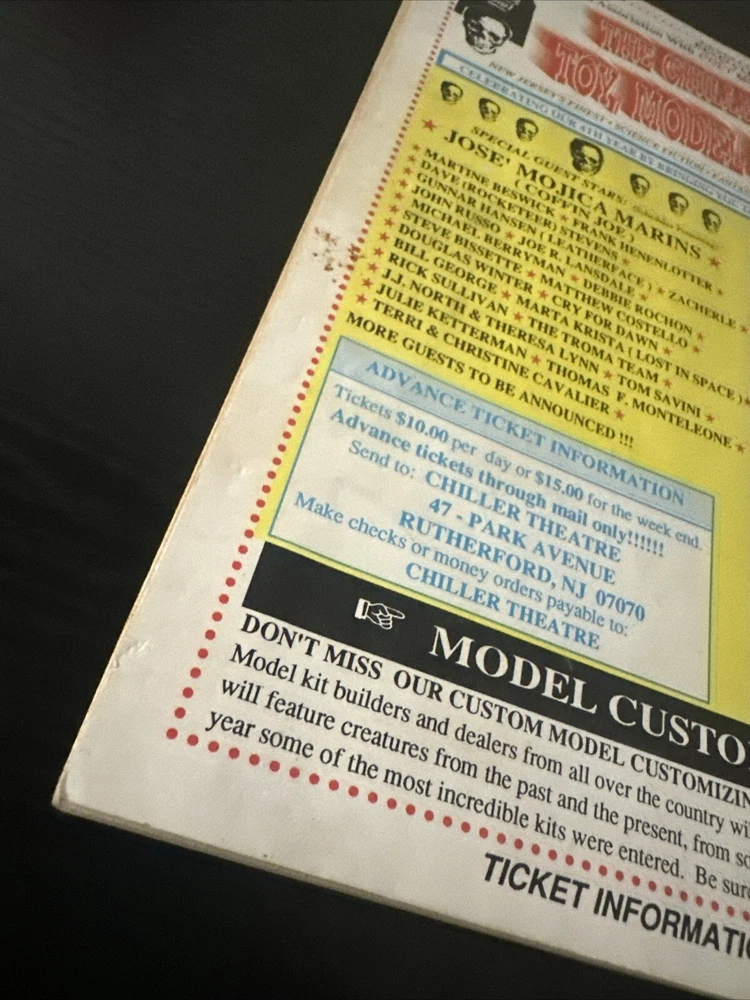 Association With
THE CHILLE
TOY, MODEL
NEW JERSEY'S FINEST • SCIENCE FICTION • FANTA
CELEBRATING OUR 4TH YEAR BY BRINGING YOU
SPECIAL GUEST STARS:
★ JOSE' MOJICA MARINS ★
( COFFIN JOE )
★ MARTINE BESWICK ★ FRANK HENENLOTTER ★
★ DAVE (ROCKETEER) STEVENS ★
★ GUNNAR HANSEN ( LEATHERFACE ) ★ ZACHERLE ★
★ JOHN RUSSO ★ JOE R. LANSDALE ★
★ MICHAEL BERRYMAN ★ DEBBIE ROCHON ★
★ STEVE BISSETTE ★ MATTHEW COSTELLO ★
★ DOUGLAS WINTER ★ CRY FOR DAWN ★
★ BILL GEORGE ★ MARTA KRISTA ( LOST IN SPACE ) ★
★ RICK SULLIVAN ★ THE TROMA TEAM ★
★ J.J. NORTH & THERESA LYNN ★ TOM SAVINI ★
★ JULIE KETTERMAN ★ THOMAS F. MONTELEONE ★
★ TERRI & CHRISTINE CAVALIER ★
MORE GUESTS TO BE ANNOUNCED !!!
ADVANCE TICKET INFORMATION
Tickets $10.00 per day or $15.00 for the week end.
Advance tickets through mail only!!!!!!
Send to: CHILLER THEATRE
47 - PARK AVENUE
RUTHERFORD, NJ 07070
Make checks or money orders payable to:
CHILLER THEATRE
MODEL CUSTO
DON'T MISS OUR CUSTOM MODEL CUSTOMIZIN
Model kit builders and dealers from all over the country wi
will feature creatures from the past and the present, from so
year some of the most incredible kits were entered. Be sure
TICKET INFORMATIO